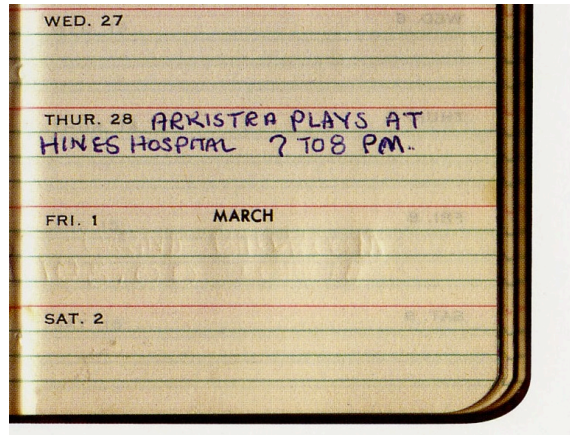 WED. 27
THUR. 28 ARKISTRA PLAYS AT
HINES HOSPITAL 7 TO 8 PM.
FRI. 1 MARCH
SAT. 2